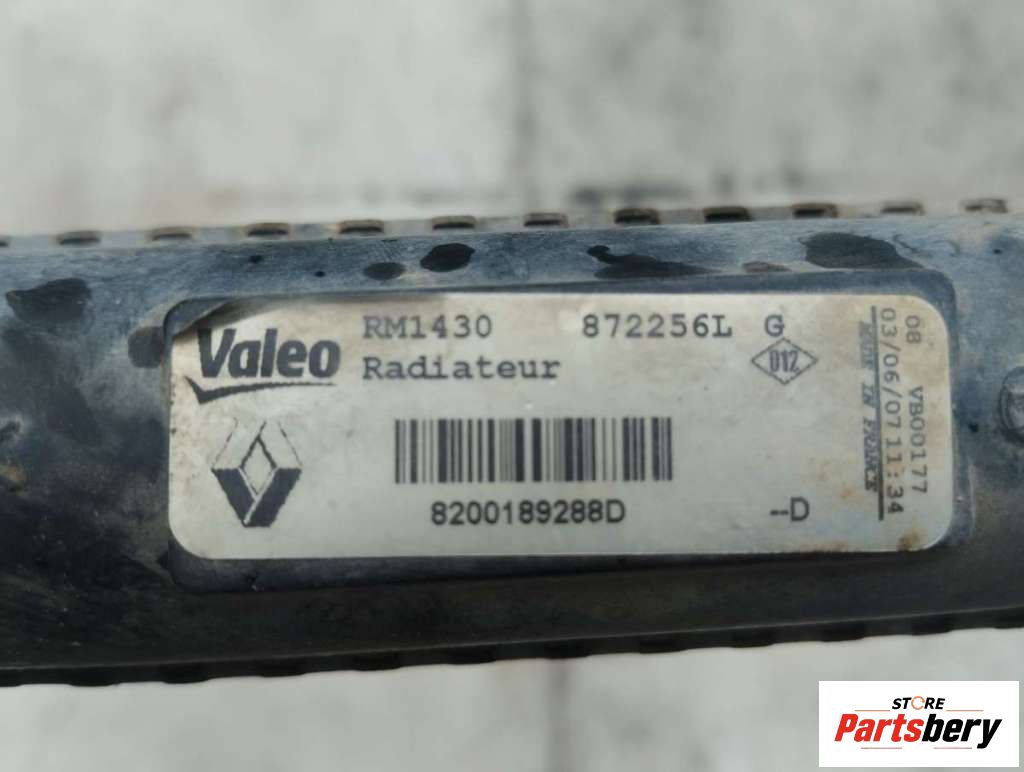 Valeo
RM1430 872256L G
Radiateur
D12
8200189288D --D
08 VB00177
03/06/07 11:34
MADE IN FRANCE
STORE
Partsbery